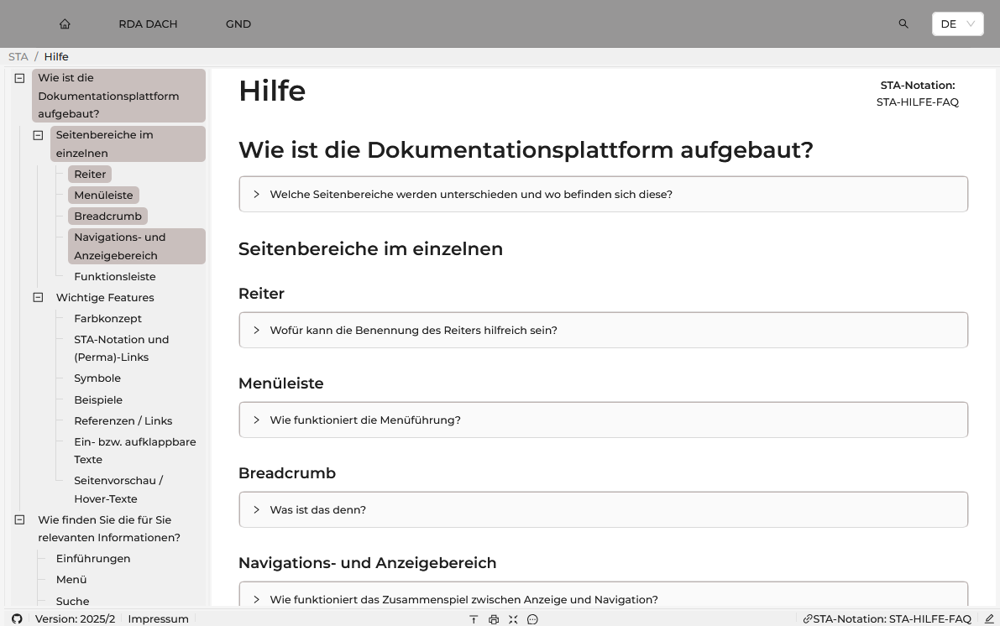 RDA DACH
GND
DE
STA / Hilfe
Wie ist die
Dokumentationsplattform
aufgebaut?
Seitenbereiche im
einzelnen
Reiter
Menüleiste
Breadcrumb
Navigations- und
Anzeigebereich
Funktionsleiste
Wichtige Features
Farbkonzept
STA-Notation und
(Perma)-Links
Symbole
Beispiele
Referenzen / Links
Ein- bzw. aufklappbare
Texte
Seitenvorschau /
Hover-Texte
Wie finden Sie die für Sie
relevanten Informationen?
Einführungen
Menü
Suche
Hilfe
STA-Notation:
STA-HILFE-FAQ
Wie ist die Dokumentationsplattform aufgebaut?
Welche Seitenbereiche werden unterschieden und wo befinden sich diese?
Seitenbereiche im einzelnen
Reiter
Wofür kann die Benennung des Reiters hilfreich sein?
Menüleiste
Wie funktioniert die Menüführung?
Breadcrumb
Was ist das denn?
Navigations- und Anzeigebereich
Wie funktioniert das Zusammenspiel zwischen Anzeige und Navigation?
Version: 2025/2
Impressum
STA-Notation: STA-HILFE-FAQ